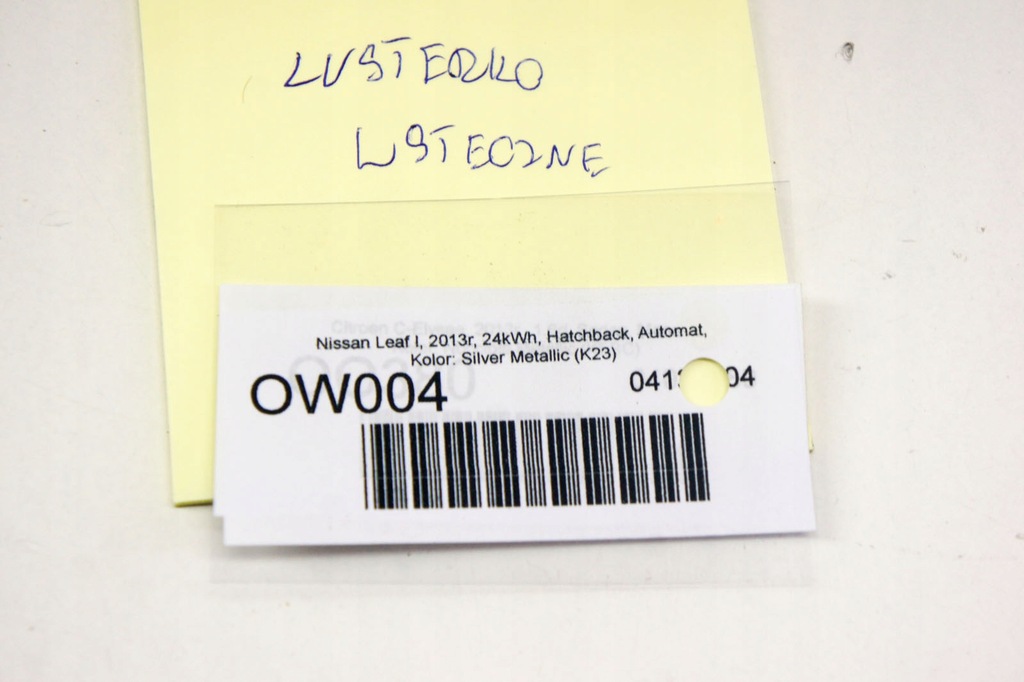 LUSTERKO
WSTECZNE
Nissan Leaf I, 2013r, 24kWh, Hatchback, Automat,
Kolor: Silver Metallic (K23)
OW004